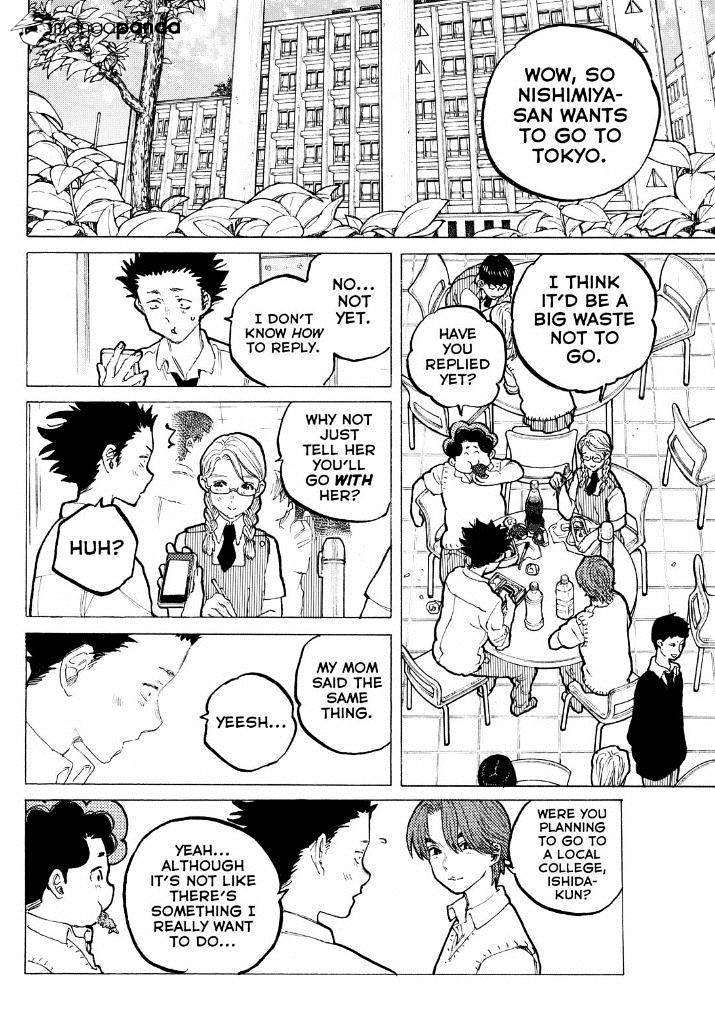 mangapanda
WOW, SO
NISHIMIYA-
SAN WANTS
TO GO TO
TOKYO.
I THINK
IT'D BE A
BIG WASTE
NOT TO
GO.
HAVE
YOU
REPLIED
YET?
NO...
NOT
YET.
I DON'T
KNOW HOW
TO REPLY.
WHY NOT
JUST
TELL HER
YOU'LL
GO WITH
HER?
HUH?
MY MOM
SAID THE
SAME
THING.
YEESH...
WERE YOU
PLANNING
TO GO TO
A LOCAL
COLLEGE,
ISHIDA-
KUN?
YEAH...
ALTHOUGH
IT'S NOT LIKE
THERE'S
SOMETHING I
REALLY WANT
TO DO...